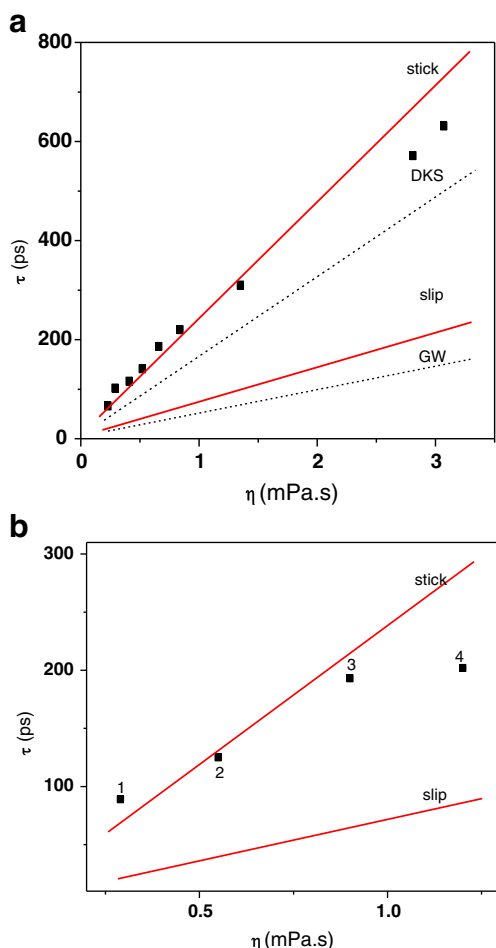 a
800
600
400
200
0
τ (ps)
stick
DKS
slip
GW
0 1 2 3
η (mPa.s)
b
300
200
100
τ (ps)
stick
3
4
2
1
slip
0.5 1.0
η (mPa.s)